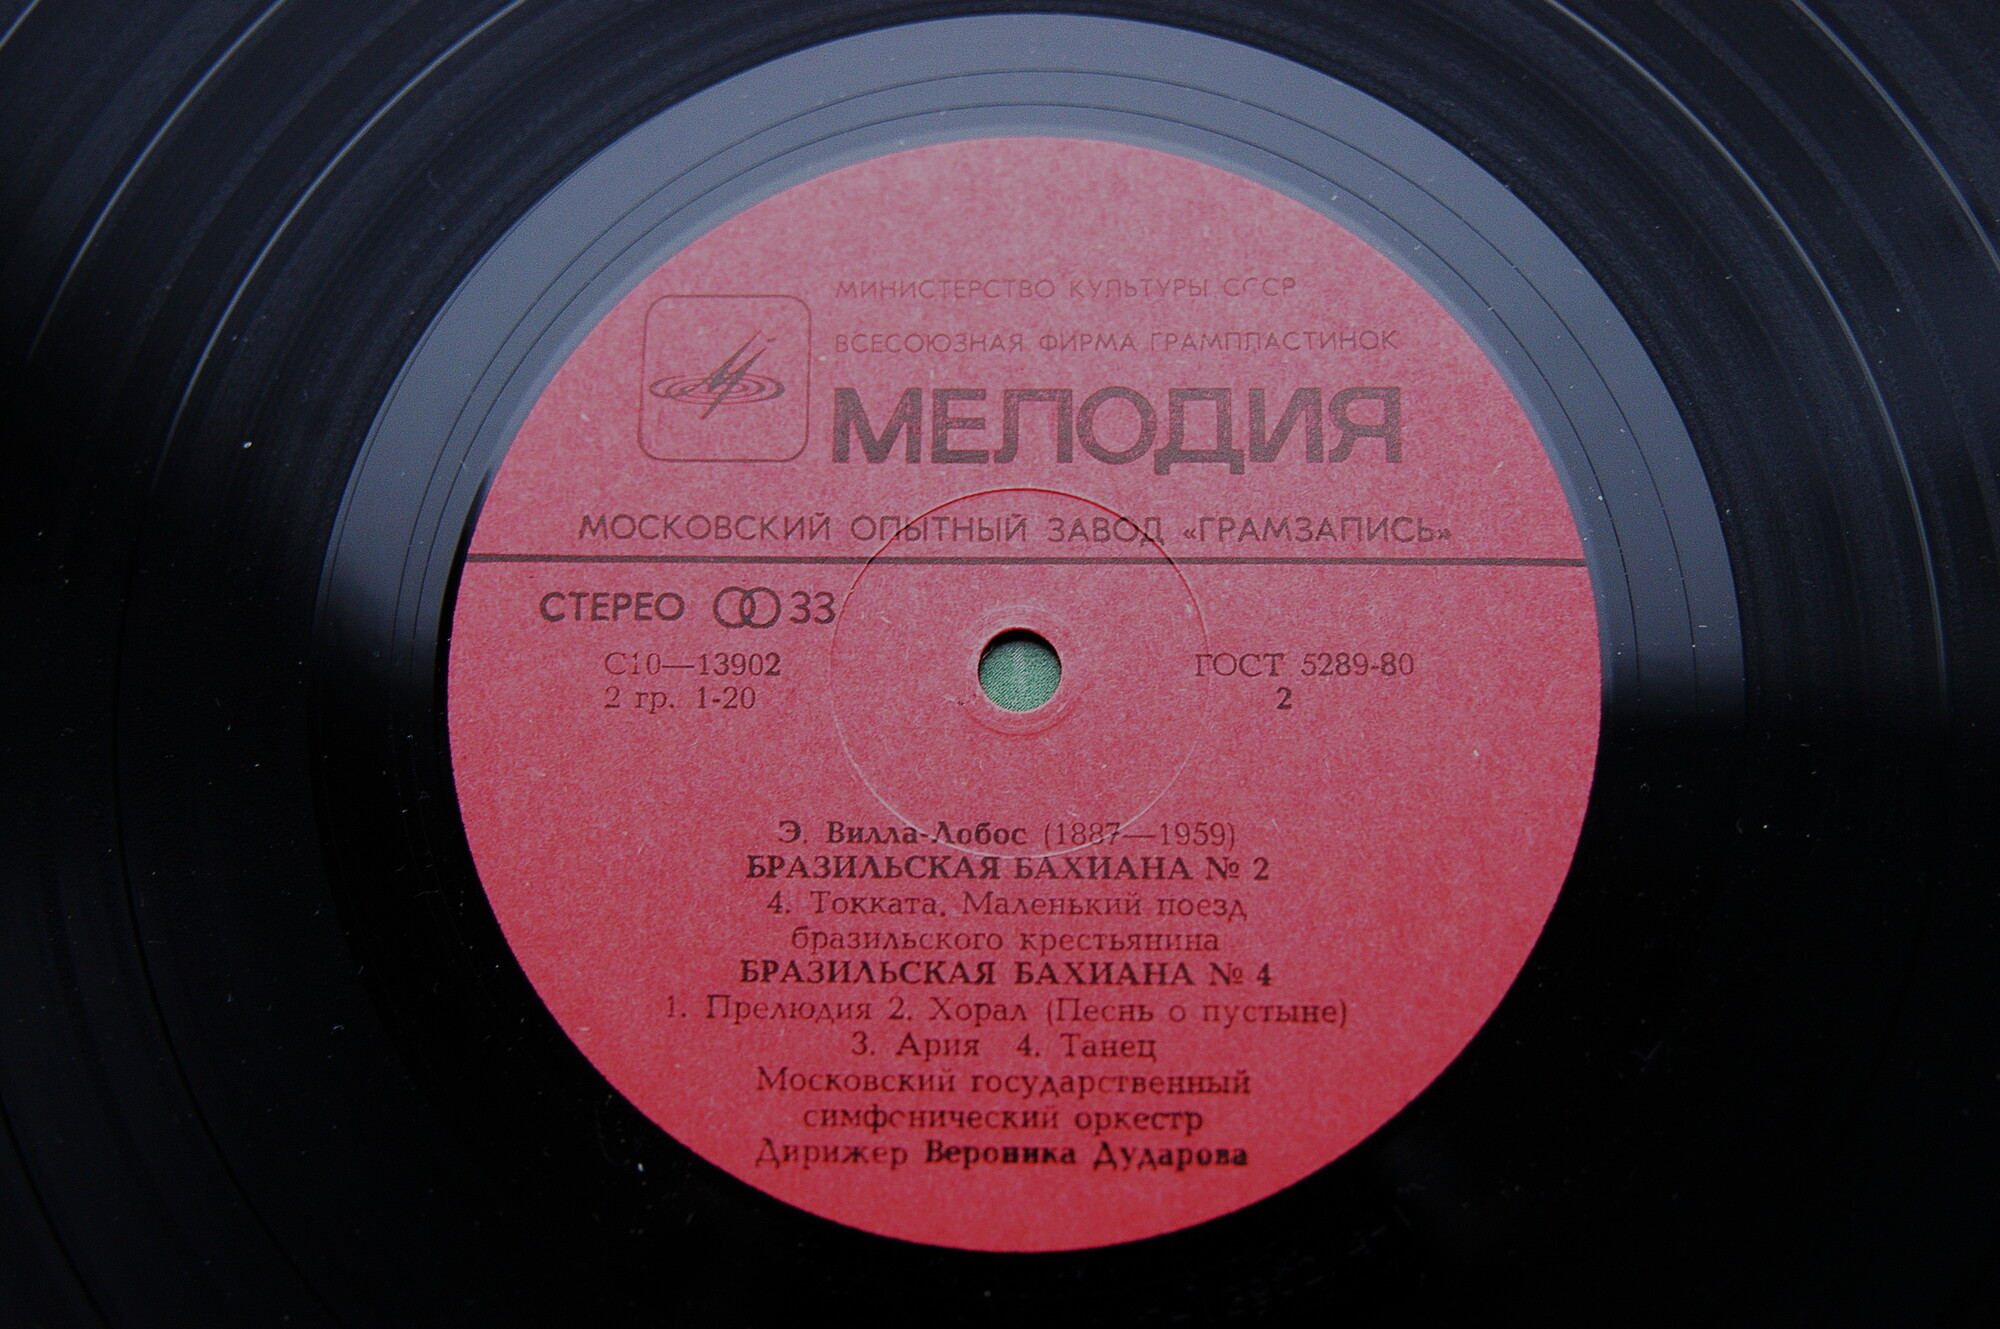 МИНИСТЕРСТВО КУЛЬТУРЫ СССР
ВСЕСОЮЗНАЯ ФИРМА ГРАМПЛАСТИНОК
МЕЛОДИЯ
МОСКОВСКИЙ ОПЫТНЫЙ ЗАВОД «ГРАМЗАПИСЬ»
СТЕРЕО 33
С10—13902
2 гр. 1-20
ГОСТ 5289-80
2
Э. Вилла-Лобос (1887—1959)
БРАЗИЛЬСКАЯ БАХИАНА № 2
4. Токката. Маленький поезд
бразильского крестьянина
БРАЗИЛЬСКАЯ БАХИАНА № 4
1. Прелюдия 2. Хорал (Песнь о пустыне)
3. Ария 4. Танец
Московский государственный
симфонический оркестр
Дирижер Вероника Дударова